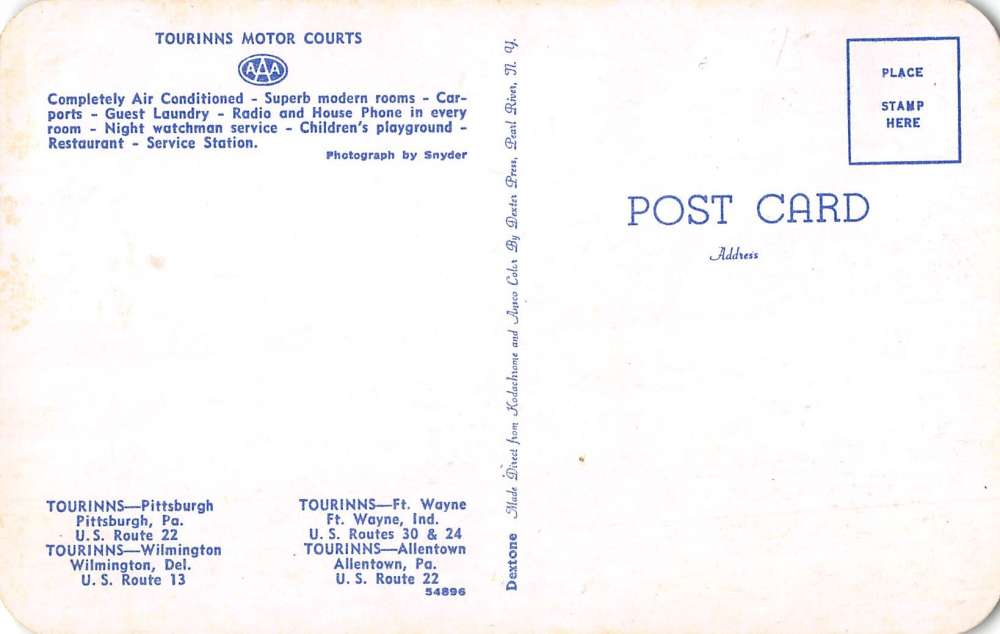 TOURINNS MOTOR COURTS
AAA
Completely Air Conditioned - Superb modern rooms - Car-
ports - Guest Laundry - Radio and House Phone in every
room - Night watchman service - Children's playground -
Restaurant - Service Station.
Photograph by Snyder
TOURINNS—Pittsburgh
Pittsburgh, Pa.
U. S. Route 22
TOURINNS—Wilmington
Wilmington, Del.
U. S. Route 13
TOURINNS—Ft. Wayne
Ft. Wayne, Ind.
U. S. Routes 30 & 24
TOURINNS—Allentown
Allentown, Pa.
U. S. Route 22
54896
Dextone Made Direct from Kodachrome and Ansco Color By Dexter Press, Pearl River, N. Y.
PLACE
STAMP
HERE
POST CARD
Address